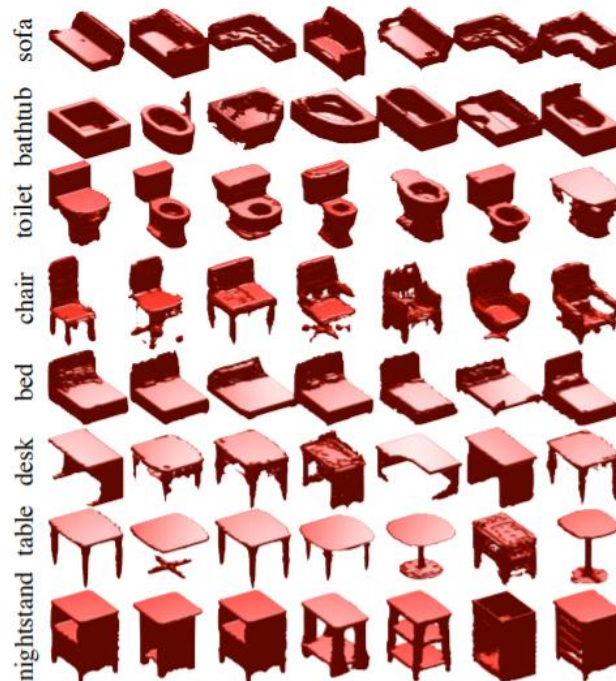 sofa
bathtub
toilet
chair
bed
desk
table
nightstand